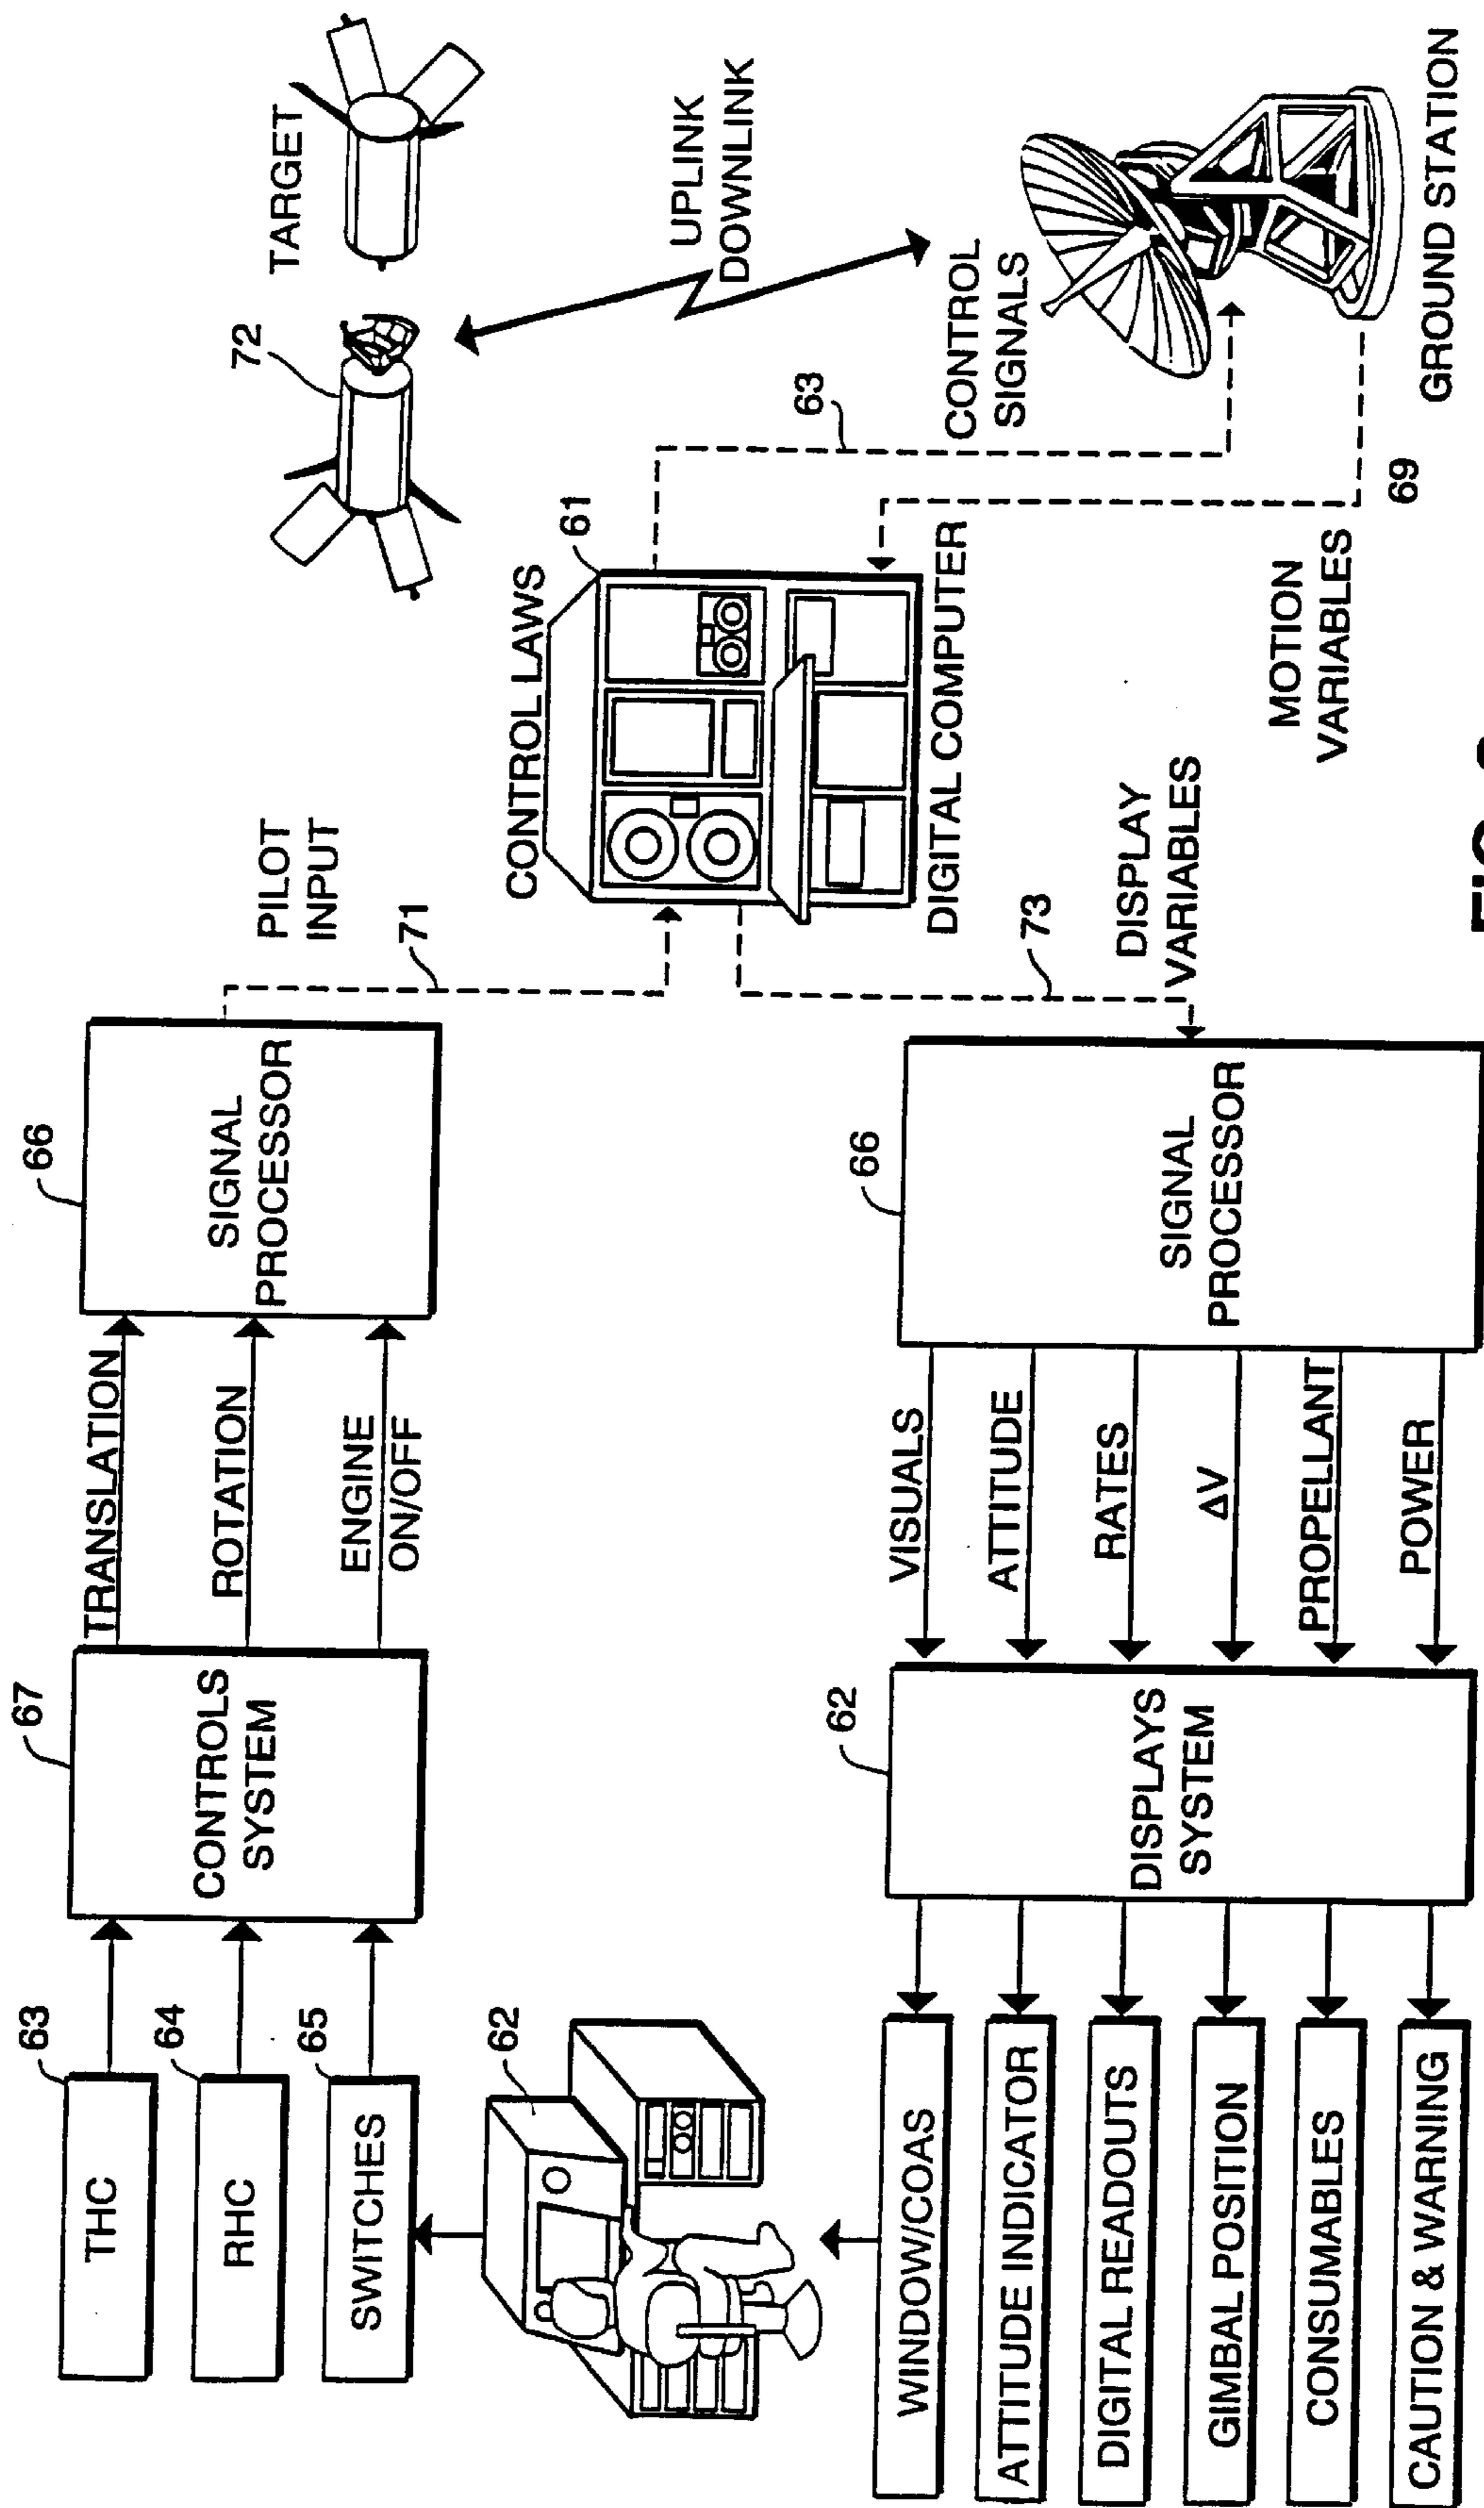 63
THC
64
RHC
65
SWITCHES
67
CONTROLS
SYSTEM
TRANSLATION
ROTATION
ENGINE
ON/OFF
66
SIGNAL
PROCESSOR
PILOT
INPUT
71
72
TARGET
UPLINK
DOWNLINK
CONTROL LAWS
61
DIGITAL COMPUTER
63
CONTROL
SIGNALS
GROUND STATION
69
MOTION
VARIABLES
73
DISPLAY
VARIABLES
62
66
SIGNAL
PROCESSOR
VISUALS
ATTITUDE
RATES
ΔV
PROPELLANT
POWER
62
DISPLAYS
SYSTEM
WINDOW/COAS
ATTITUDE INDICATOR
DIGITAL READOUTS
GIMBAL POSITION
CONSUMABLES
CAUTION & WARNING